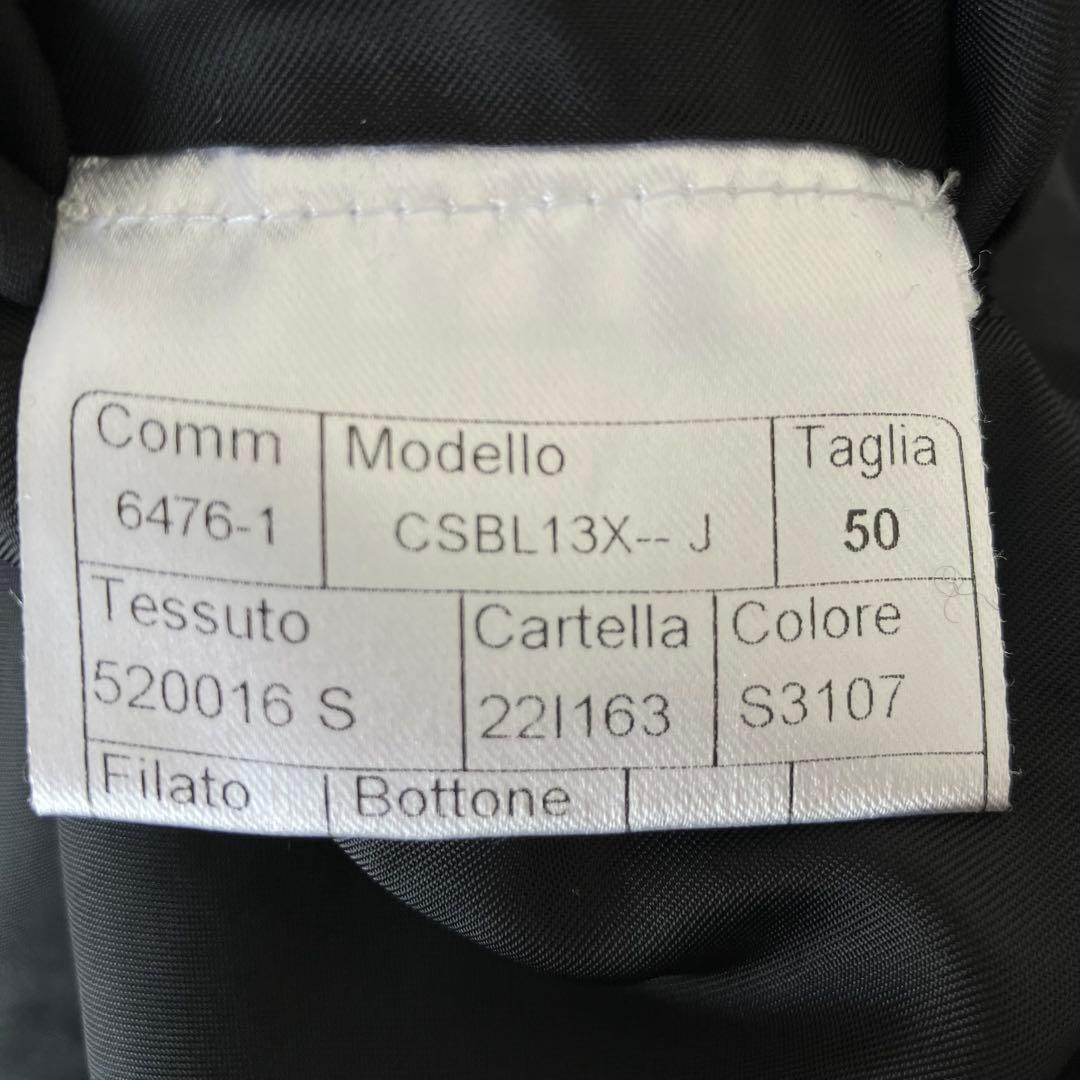 Comm Modello Taglia
6476-1 CSBL13X-- J 50
Tessuto Cartella Colore
520016 S 22I163 S3107
Filato Bottone